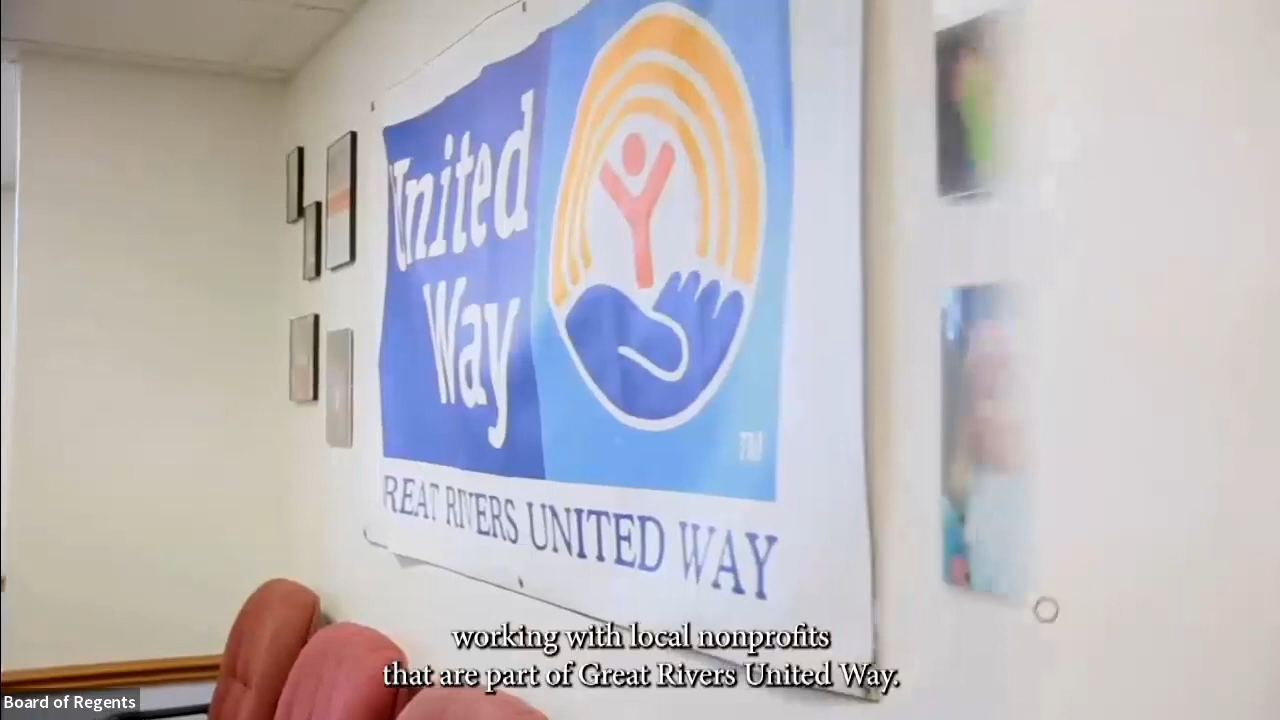 United
Way
TM
REAT RIVERS UNITED WAY
working with local nonprofits
that are part of Great Rivers United Way.
Board of Regents